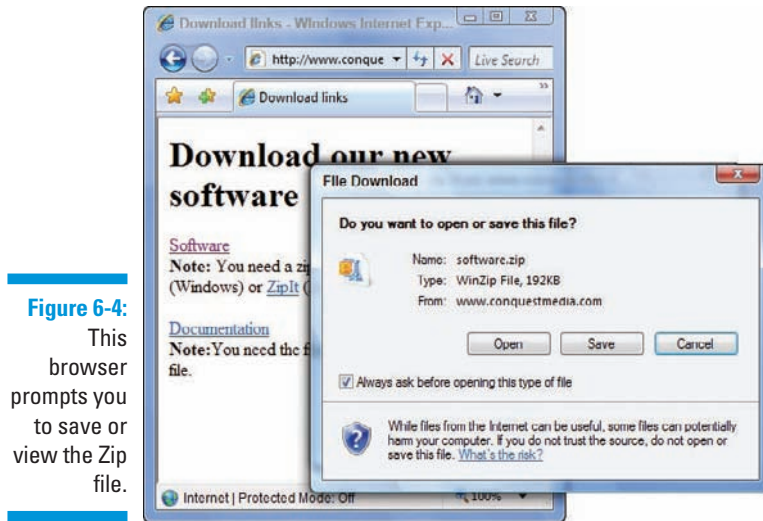 Figure 6-4:
This
browser
prompts you
to save or
view the Zip
file.
Download links - Windows Internet Exp...
http://www.conque
Live Search
Download links
Download our new
software
Software
Note: You need a zi
(Windows) or ZipIt (
Documentation
Note:You need the f
file.
Internet | Protected Mode: Off
100%
File Download
Do you want to open or save this file?
Name: software.zip
Type: WinZip File, 192KB
From: www.conquestmedia.com
Open Save Cancel
Always ask before opening this type of file
While files from the Internet can be useful, some files can potentially
harm your computer. If you do not trust the source, do not open or
save this file. What's the risk?